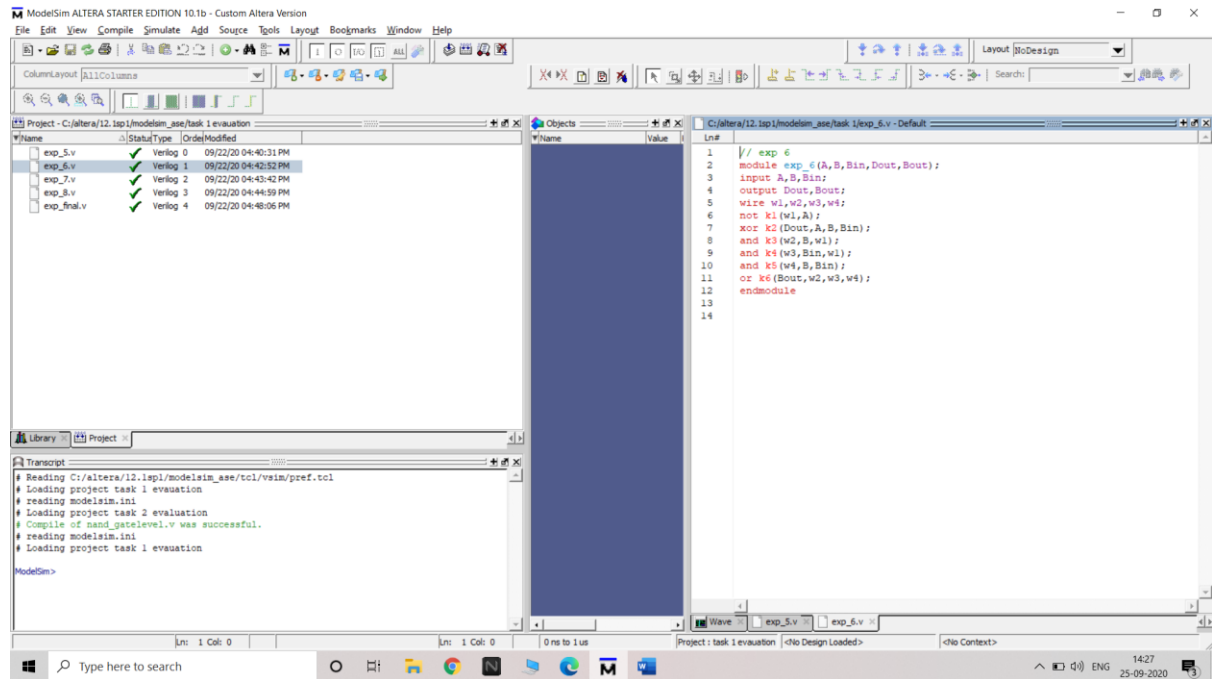 ModelSim ALTERA STARTER EDITION 10.1b - Custom Altera Version
File Edit View Compile Simulate Add Source Tools Layout Bookmarks Window Help
Layout NoDesign
ColumnLayout AllColumns
Search:
Project - C:/altera/12.1sp1/modelsim_ase/task 1 evauation
Name Status Type Order Modified
exp_5.v Verilog 0 09/22/20 04:40:31 PM
exp_6.v Verilog 1 09/22/20 04:42:52 PM
exp_7.v Verilog 2 09/22/20 04:43:42 PM
exp_8.v Verilog 3 09/22/20 04:44:59 PM
exp_final.v Verilog 4 09/22/20 04:48:06 PM
Library Project
Transcript
# Reading C:/altera/12.1sp1/modelsim_ase/tcl/vsim/pref.tcl
# Loading project task 1 evauation
# reading modelsim.ini
# Loading project task 2 evaluation
# Compile of nand_gatelevel.v was successful.
# reading modelsim.ini
# Loading project task 1 evauation
ModelSim>
Objects
Name Value
C:/altera/12.1sp1/modelsim_ase/task 1/exp_6.v - Default
Ln#
1 // exp 6
2 module exp_6(A,B,Bin,Dout,Bout);
3 input A,B,Bin;
4 output Dout,Bout;
5 wire w1,w2,w3,w4;
6 not k1(w1,A);
7 xor k2(Dout,A,B,Bin);
8 and k3(w2,B,w1);
9 and k4(w3,Bin,w1);
10 and k5(w4,B,Bin);
11 or k6(Bout,w2,w3,w4);
12 endmodule
13
14
Wave exp_5.v exp_6.v
Ln: 1 Col: 0 Ln: 1 Col: 0 0 ns to 1 us Project : task 1 evauation <No Design Loaded> <No Context>
Type here to search
ENG
14:27
25-09-2020